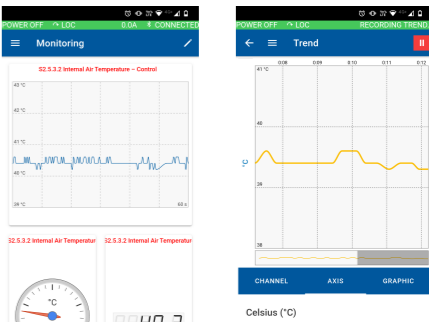 POWER OFF LOC 0.0A CONNECTED
Monitoring
S2.5.3.2 Internal Air Temperature – Control
43 °C
42 °C
41 °C
40 °C
39 °C
60 s
S2.5.3.2 Internal Air Temperatur
S2.5.3.2 Internal Air Temperatur
°C
40.3
POWER OFF LOC RECORDING TREND
Trend
0:08 0:09 0:10 0:11 0:12
41 °C
40
°C
39
38
CHANNEL AXIS GRAPHIC
Celsius (°C)